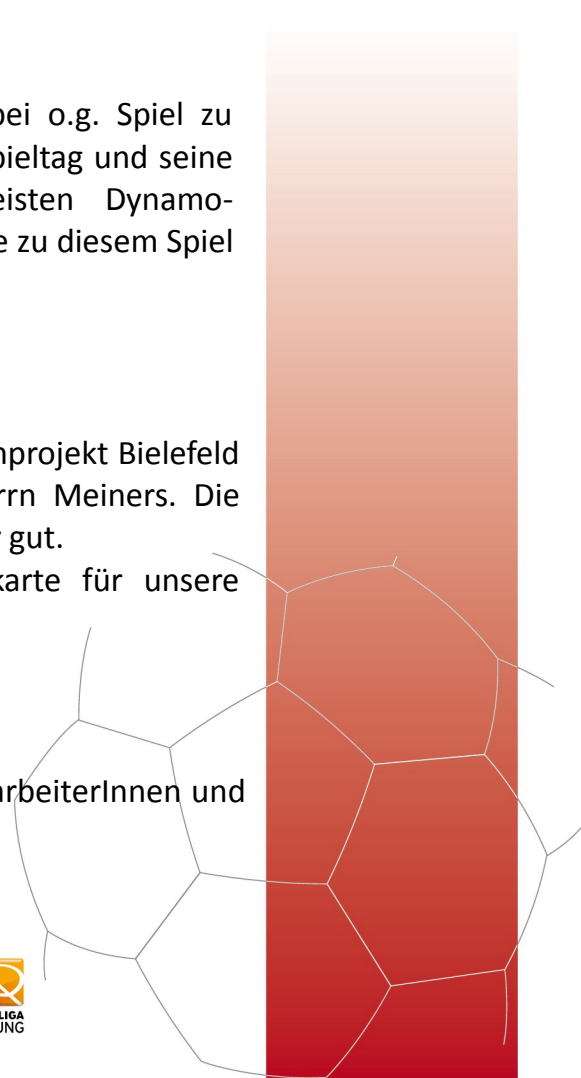 bei o.g. Spiel zu
pieltag und seine
eisten Dynamo-
e zu diesem Spiel
nprojekt Bielefeld
rrn Meiners. Die
r gut.
karte für unsere
arbeiterInnen und
LIGA
UNG